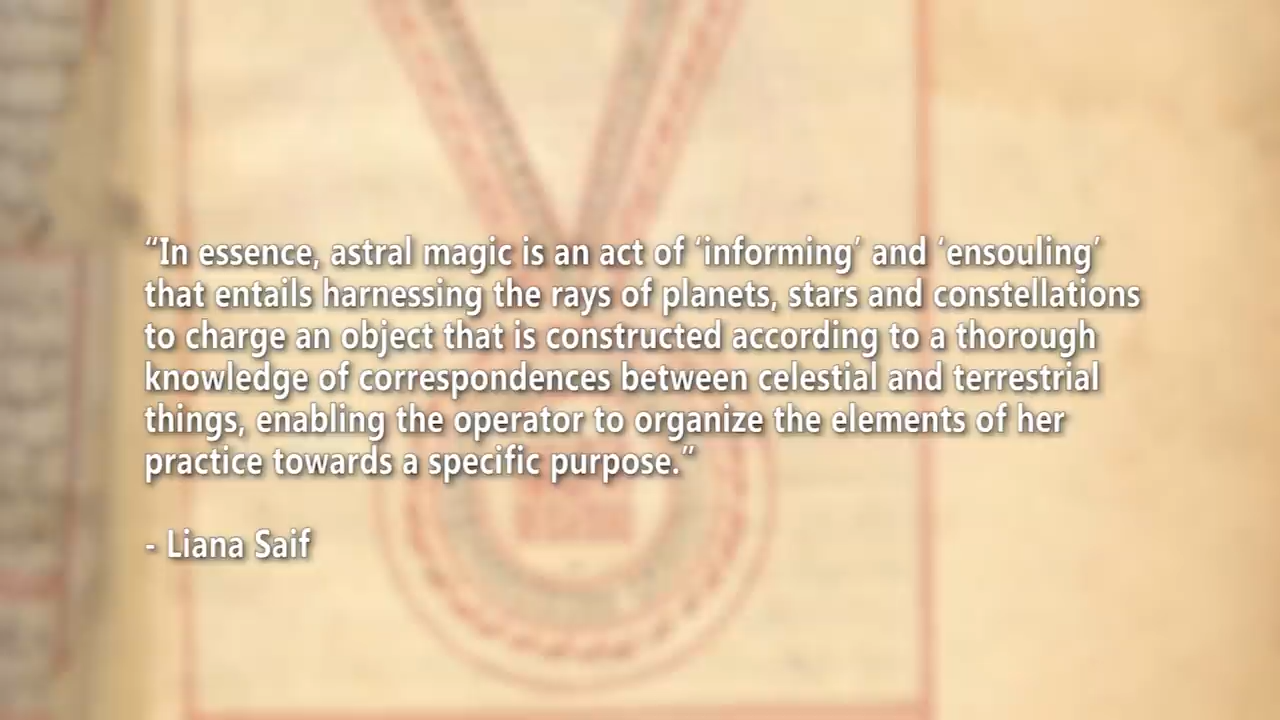 “In essence, astral magic is an act of ‘informing’ and ‘ensouling’
that entails harnessing the rays of planets, stars and constellations
to charge an object that is constructed according to a thorough
knowledge of correspondences between celestial and terrestrial
things, enabling the operator to organize the elements of her
practice towards a specific purpose.”
- Liana Saif